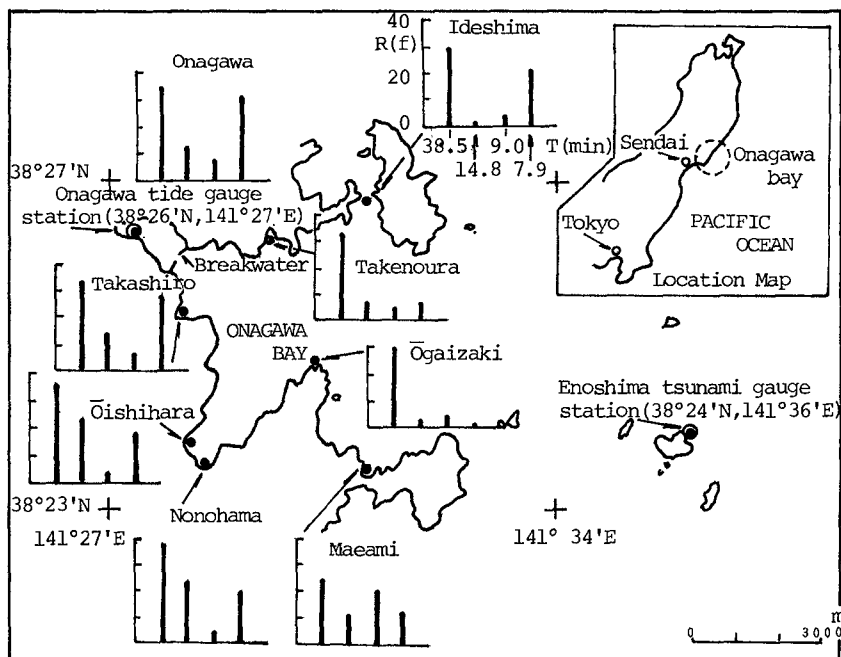 40
R(f)
20
0
Ideshima
38.5
9.0
T(min)
14.8
7.9
Onagawa
Sendai
Onagawa
bay
Tokyo
PACIFIC
OCEAN
Location Map
38°27'N
Onagawa tide gauge
station(38°26'N,141°27'E)
Breakwater
Takenoura
Takashiro
ONAGAWA
BAY
Ōgaizaki
Enoshima tsunami gauge
station(38°24'N,141°36'E)
Ōishihara
38°23'N
141°27'E
Nonohama
Maeami
141° 34'E
m
0
3000